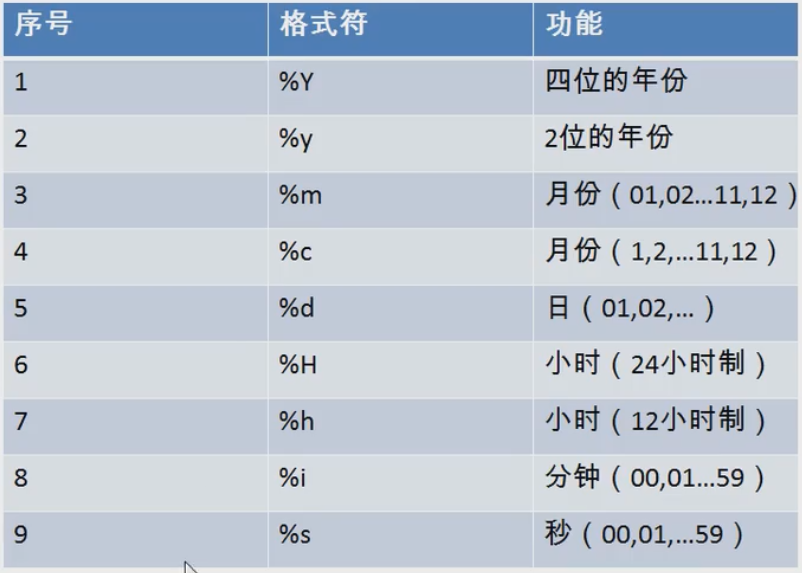 序号 格式符 功能
1 %Y 四位的年份
2 %y 2位的年份
3 %m 月份（01,02…11,12）
4 %c 月份（1,2,…11,12）
5 %d 日（01,02,…）
6 %H 小时（24小时制）
7 %h 小时（12小时制）
8 %i 分钟（00,01…59）
9 %s 秒（00,01,…59）